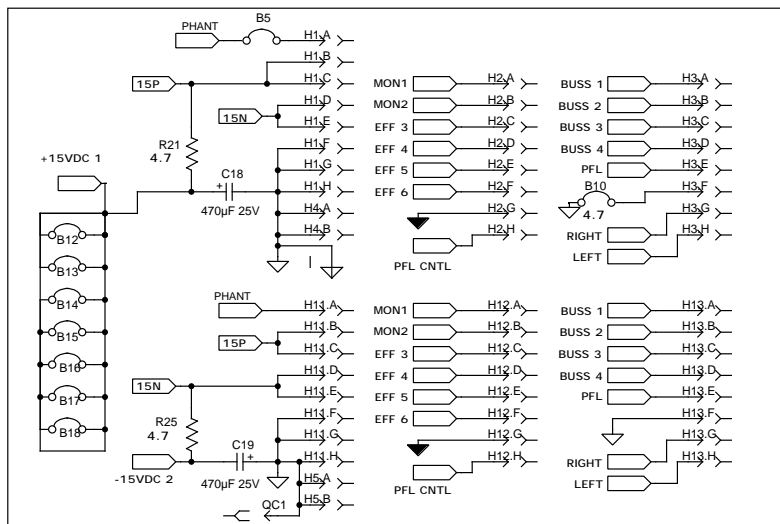 PHANT
B5
H1.A
H1.B
15P
H1.C
H1.D
15N
H1.E
R21
4.7
H1.F
H1.G
+15VDC 1
C18
+
H1.H
470µF 25V
H4.A
H4.B
B12
B13
B14
B15
B16
B17
B18
MON1
H2.A
MON2
H2.B
EFF 3
H2.C
EFF 4
H2.D
EFF 5
H2.E
EFF 6
H2.F
H2.G
H2.H
PFL CNTL
BUSS 1
H3.A
BUSS 2
H3.B
BUSS 3
H3.C
BUSS 4
H3.D
PFL
H3.E
B10
H3.F
4.7
H3.G
RIGHT
H3.H
LEFT
PHANT
H11.A
H11.B
15P
H11.C
15N
H11.D
H11.E
R25
4.7
H11.F
H11.G
C19
+
H11.H
-15VDC 2
470µF 25V
H5.A
H5.B
QC1
MON1
H12.A
MON2
H12.B
EFF 3
H12.C
EFF 4
H12.D
EFF 5
H12.E
EFF 6
H12.F
H12.G
H12.H
PFL CNTL
BUSS 1
H13.A
BUSS 2
H13.B
BUSS 3
H13.C
BUSS 4
H13.D
PFL
H13.E
H13.F
H13.G
RIGHT
H13.H
LEFT